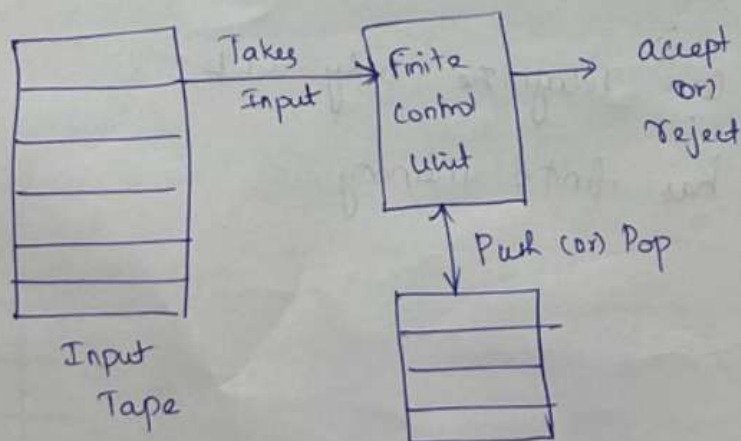 Takes
Input
Finite
Control
Unit
accept
(or)
reject
Push (or) Pop
Input
Tape